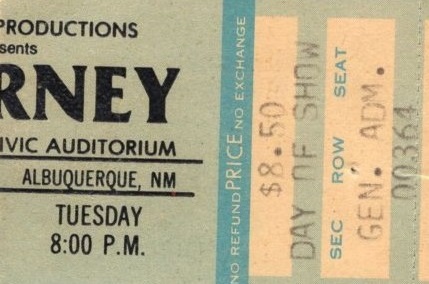 PRODUCTIONS
sents
RNEY
IVIC AUDITORIUM
ALBUQUERQUE, NM
TUESDAY
8:00 P.M.
NO REFUND PRICE NO EXCHANGE
$8.50
DAY OF SHOW
SEC ROW SEAT
GEN. ADM.
00364